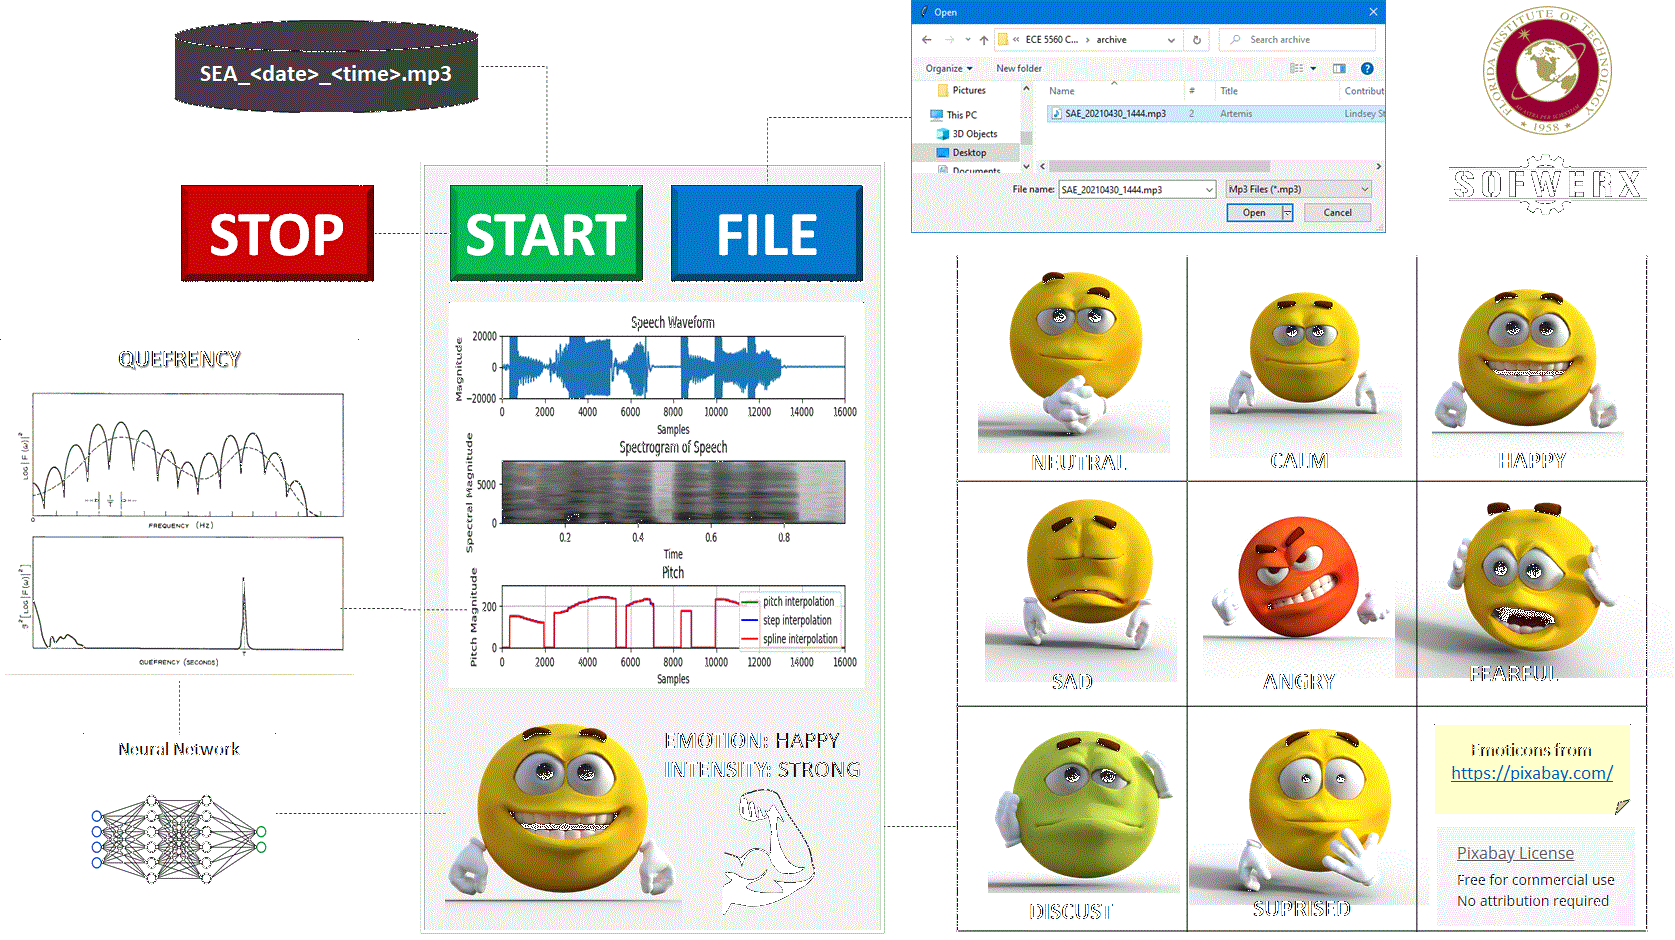 SEA_<date>_<time>.mp3
Open
ECE 5560 C...
archive
Search archive
Organize
New folder
Pictures
This PC
3D Objects
Desktop
Documents
Name
#
Title
Contribut
SAE_20210430_1444.mp3
2
Artemis
Lindsey St
File name:
SAE_20210430_1444.mp3
Mp3 Files (*.mp3)
Open
Cancel
FLORIDA INSTITUTE OF TECHNOLOGY
1958
SOFWERX
STOP
START
FILE
QUEFRENCY
LOG|F(ω)|²
FREQUENCY (HZ)
QUEFRENCY (SECONDS)
T
Neural Network
Speech Waveform
Magnitude
20000
0
−20000
0 2000 4000 6000 8000 10000 12000 14000 16000
Samples
Spectrogram of Speech
Spectral Magnitude
5000
0
0.2 0.4 0.6 0.8
Time
Pitch
Pitch Magnitude
200
0
pitch interpolation
step interpolation
spline interpolation
0 2000 4000 6000 8000 10000 12000 14000 16000
Samples
EMOTION: HAPPY
INTENSITY: STRONG
NEUTRAL
CALM
HAPPY
SAD
ANGRY
FEARFUL
DISCUST
SUPRISED
Emoticons from
https://pixabay.com/
Pixabay License
Free for commercial use
No attribution required